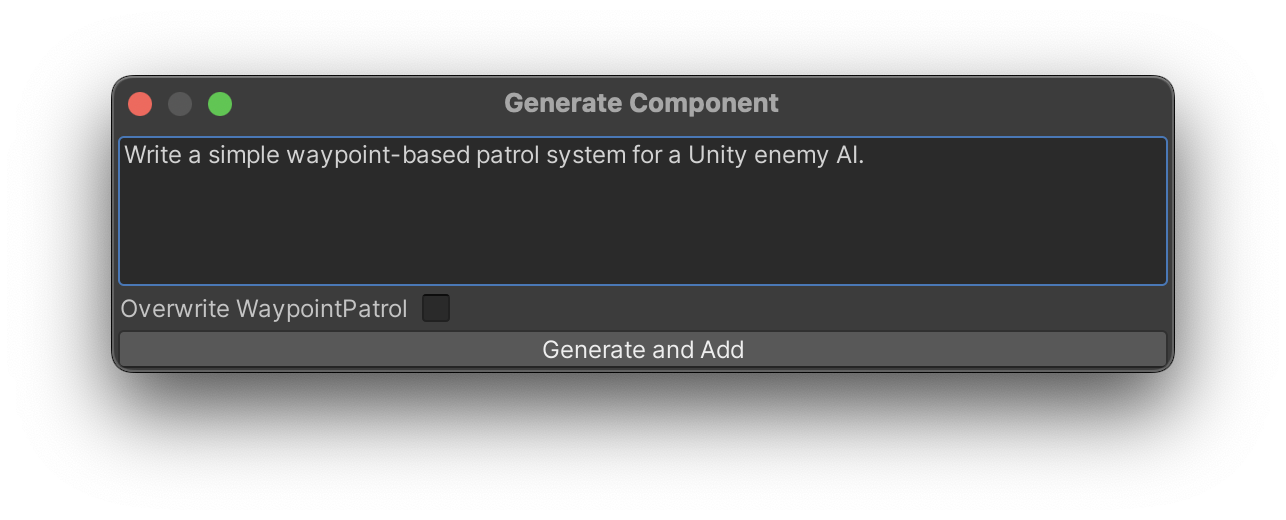 Generate Component
Write a simple waypoint-based patrol system for a Unity enemy AI.
Overwrite WaypointPatrol
Generate and Add